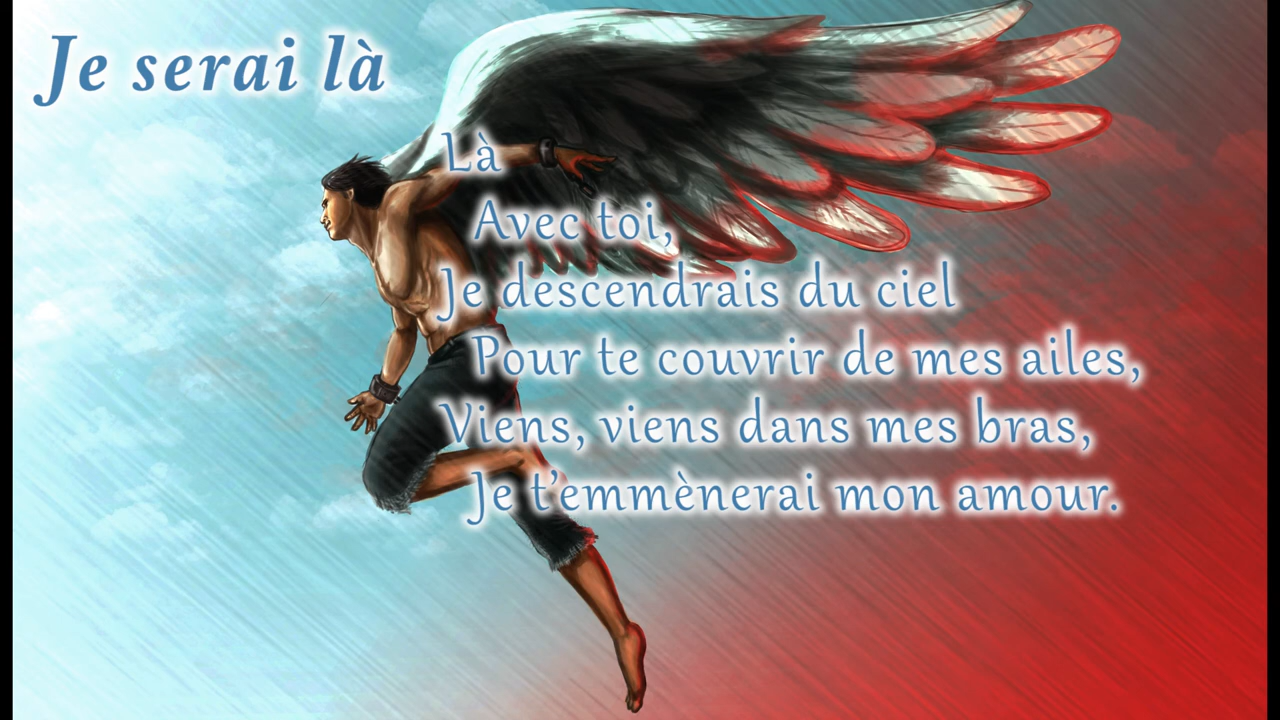 Je serai là
Là
Avec toi,
Je descendrais du ciel
Pour te couvrir de mes ailes,
Viens, viens dans mes bras,
Je t’emmènerai mon amour.